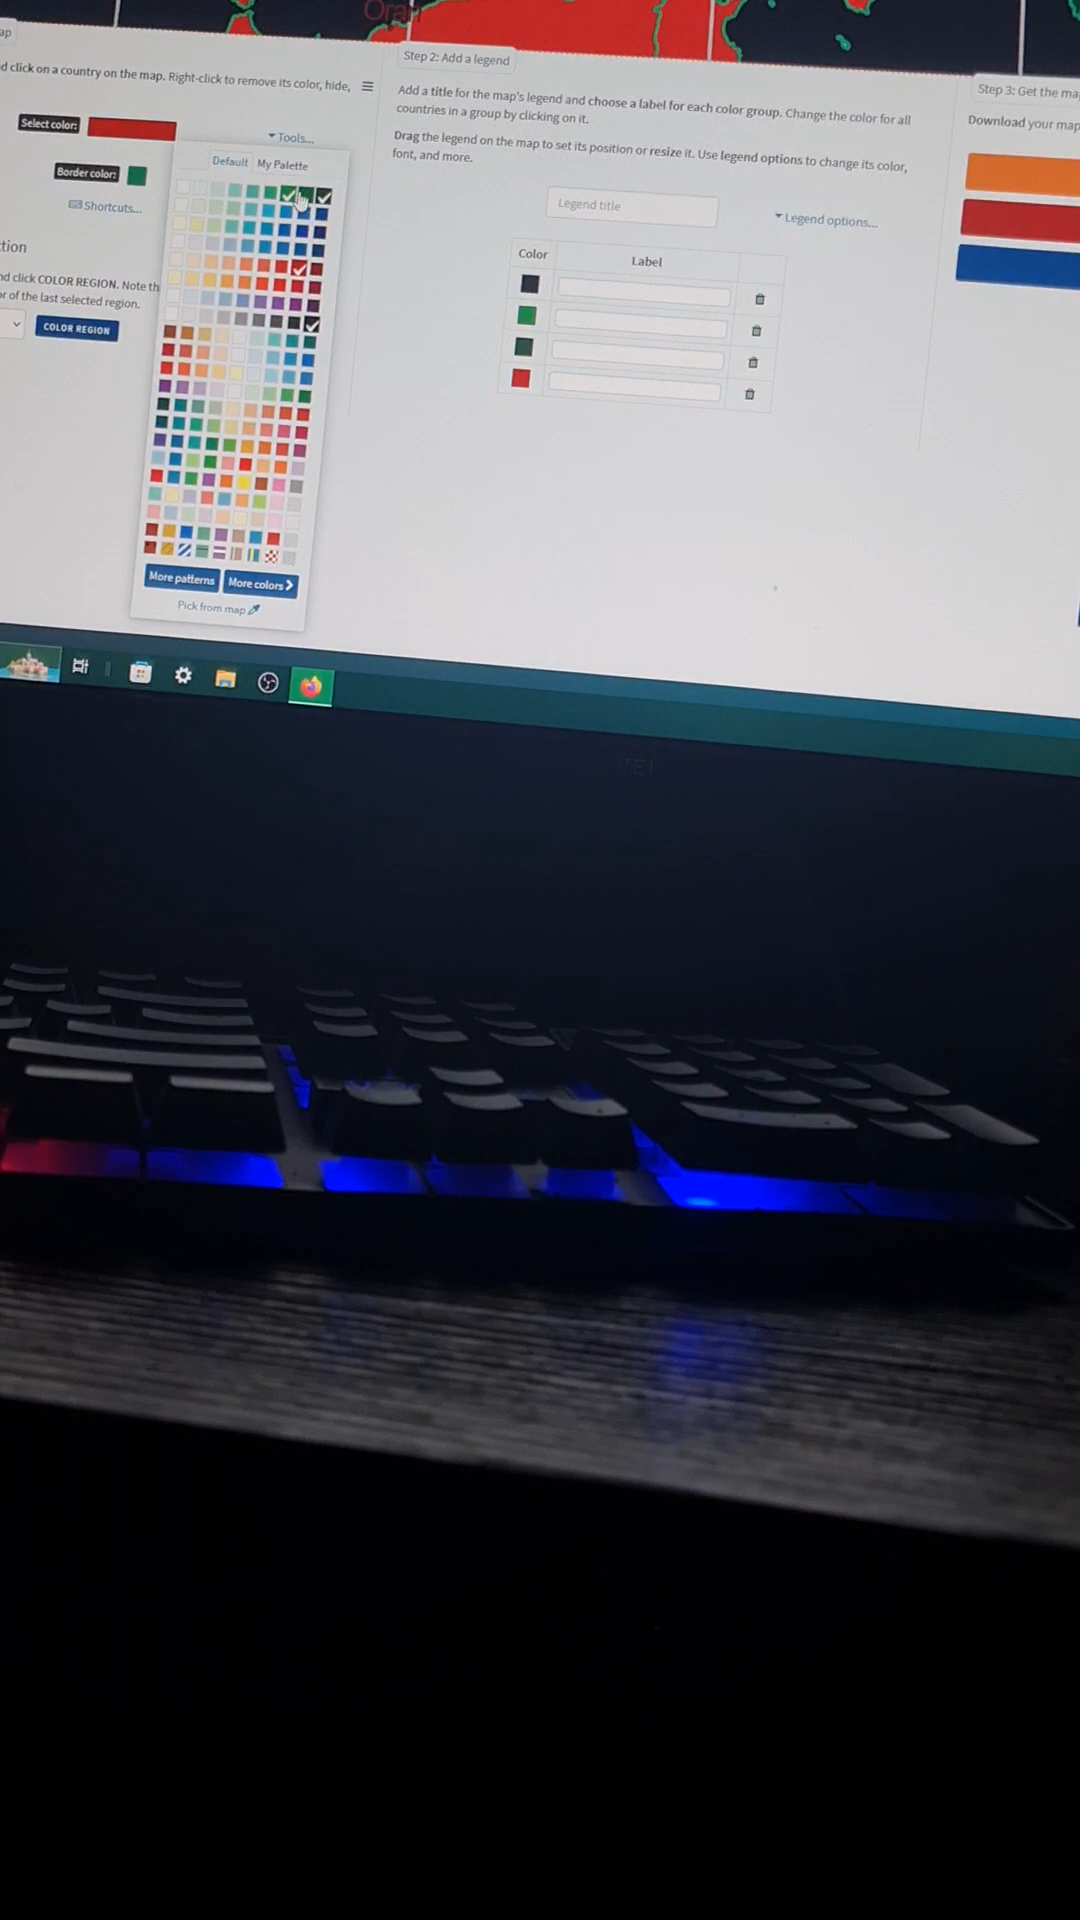 Oran
ap
Step 2: Add a legend
Step 3: Get the ma
d click on a country on the map. Right-click to remove its color, hide,
Add a title for the map's legend and choose a label for each color group. Change the color for all
countries in a group by clicking on it.
Download your map
Select color:
Tools...
Drag the legend on the map to set its position or resize it. Use legend options to change its color,
font, and more.
Default My Palette
Border color:
Shortcuts...
Legend title
Legend options...
tion
Color Label
nd click COLOR REGION. Note th
or of the last selected region.
COLOR REGION
More patterns
More colors
Pick from map